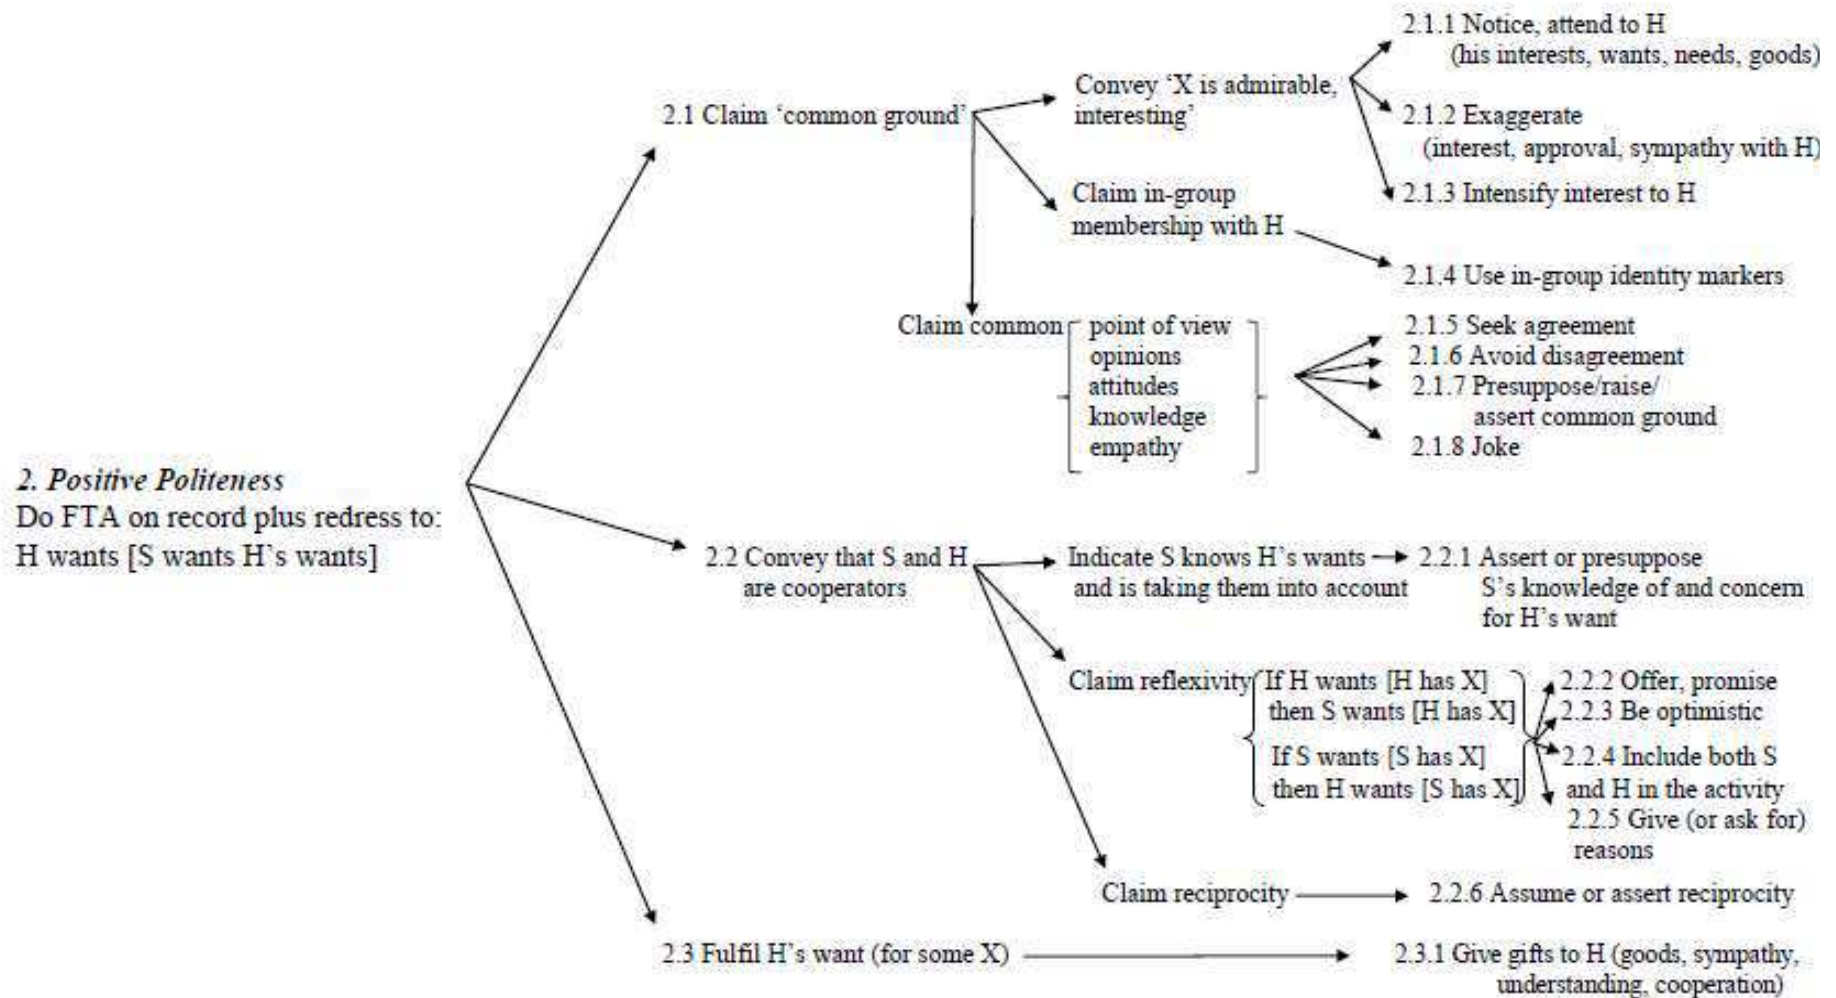 2. Positive Politeness
Do FTA on record plus redress to:
H wants [S wants H's wants]
2.1 Claim ‘common ground’
Convey ‘X is admirable,
interesting’
2.1.1 Notice, attend to H
(his interests, wants, needs, goods)
2.1.2 Exaggerate
(interest, approval, sympathy with H)
2.1.3 Intensify interest to H
Claim in-group
membership with H
2.1.4 Use in-group identity markers
Claim common
point of view
opinions
attitudes
knowledge
empathy
2.1.5 Seek agreement
2.1.6 Avoid disagreement
2.1.7 Presuppose/raise/
assert common ground
2.1.8 Joke
2.2 Convey that S and H
are cooperators
Indicate S knows H's wants
and is taking them into account
2.2.1 Assert or presuppose
S's knowledge of and concern
for H's want
Claim reflexivity
If H wants [H has X]
then S wants [H has X]
If S wants [S has X]
then H wants [S has X]
2.2.2 Offer, promise
2.2.3 Be optimistic
2.2.4 Include both S
and H in the activity
2.2.5 Give (or ask for)
reasons
Claim reciprocity
2.2.6 Assume or assert reciprocity
2.3 Fulfil H's want (for some X)
2.3.1 Give gifts to H (goods, sympathy,
understanding, cooperation)